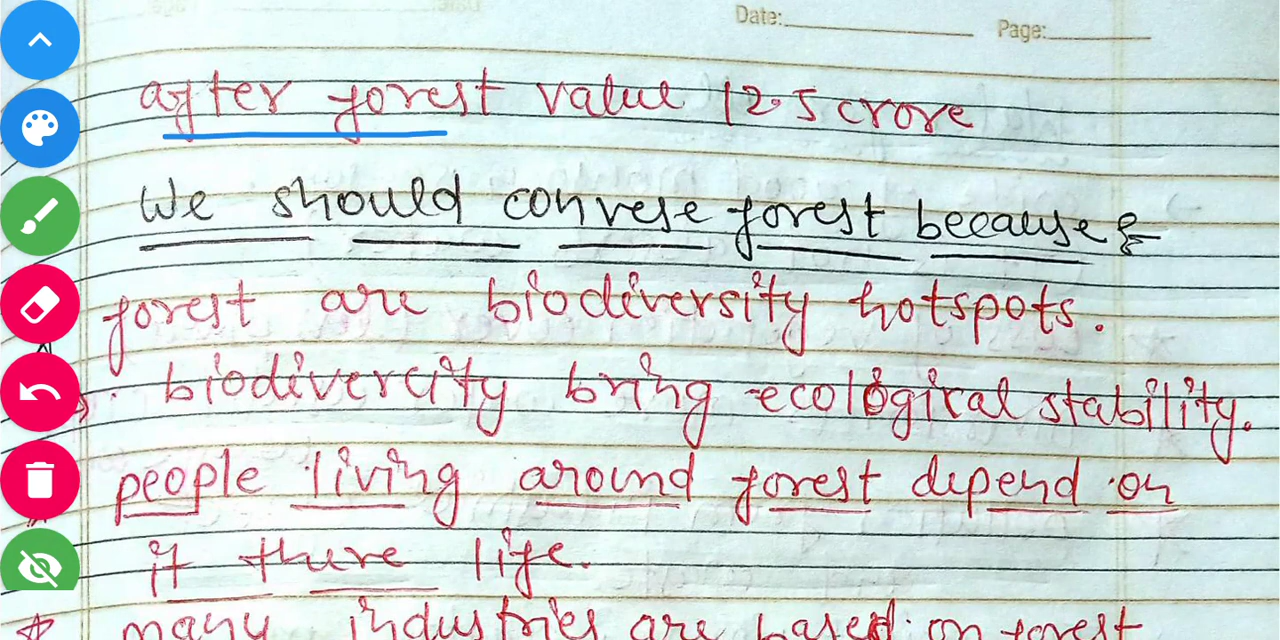 Date: Page:
after forest value 12.5 crore
We should convese forest because :-
forest are biodiversity hotspots.
biodivercity bring ecological stability.
people living around forest depend on
it there life.
many industries are based on forest